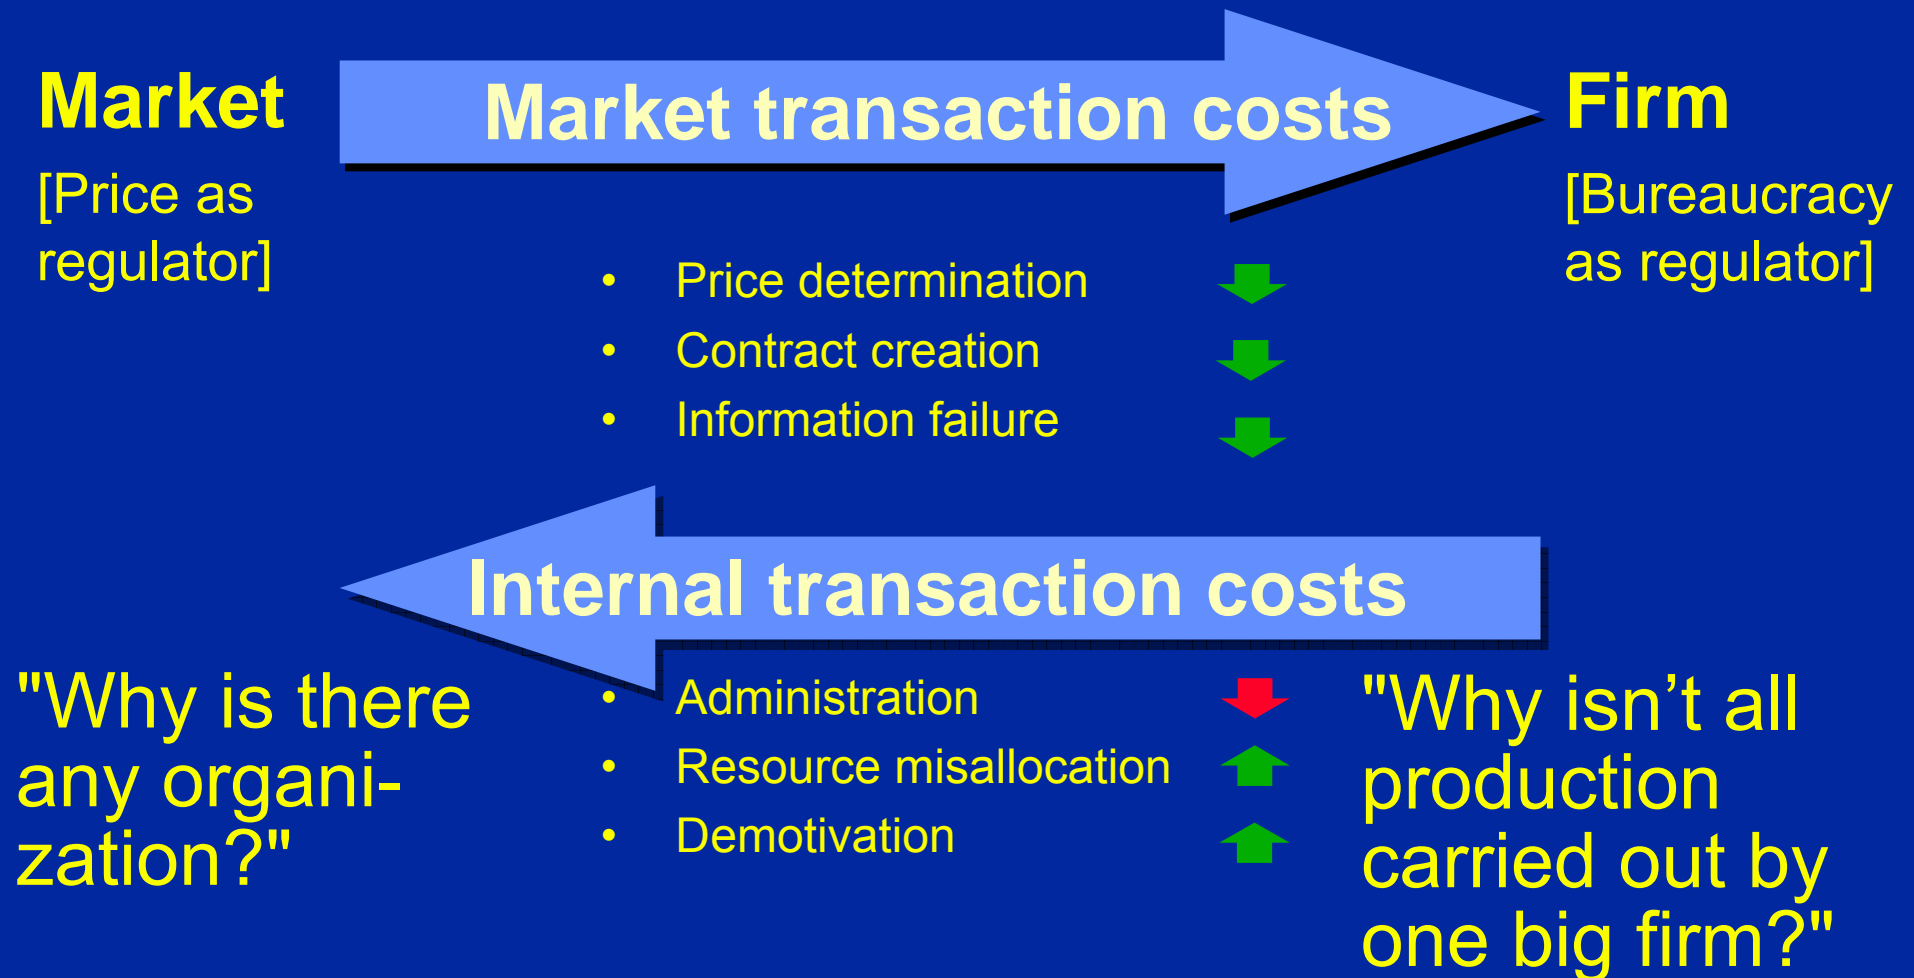 Market
[Price as
regulator]
Market transaction costs
Firm
[Bureaucracy
as regulator]
• Price determination
• Contract creation
• Information failure
Internal transaction costs
"Why is there
any organi-
zation?"
• Administration
• Resource misallocation
• Demotivation
"Why isn’t all
production
carried out by
one big firm?"